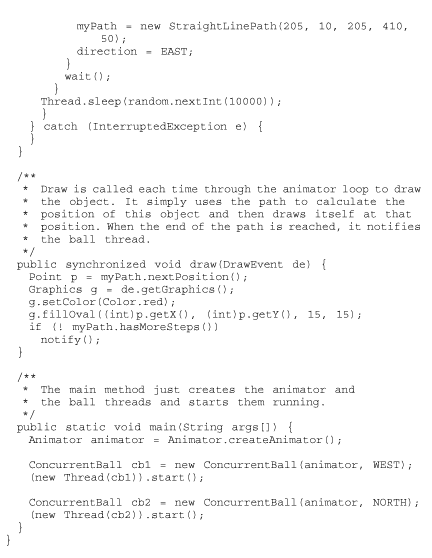 myPath = new StraightLinePath(205, 10, 205, 410,
50);
direction = EAST;
}
wait();
}
Thread.sleep(random.nextInt(10000));
}
} catch (InterruptedException e) {
}
}
/**
* Draw is called each time through the animator loop to draw
* the object. It simply uses the path to calculate the
* position of this object and then draws itself at that
* position. When the end of the path is reached, it notifies
* the ball thread.
*/
public synchronized void draw(DrawEvent de) {
Point p = myPath.nextPosition();
Graphics g = de.getGraphics();
g.setColor(Color.red);
g.fillOval((int)p.getX(), (int)p.getY(), 15, 15);
if (! myPath.hasMoreSteps())
notify();
}
/**
* The main method just creates the animator and
* the ball threads and starts them running.
*/
public static void main(String args[]) {
Animator animator = Animator.createAnimator();
ConcurrentBall cb1 = new ConcurrentBall(animator, WEST);
(new Thread(cb1)).start();
ConcurrentBall cb2 = new ConcurrentBall(animator, NORTH);
(new Thread(cb2)).start();
}
}